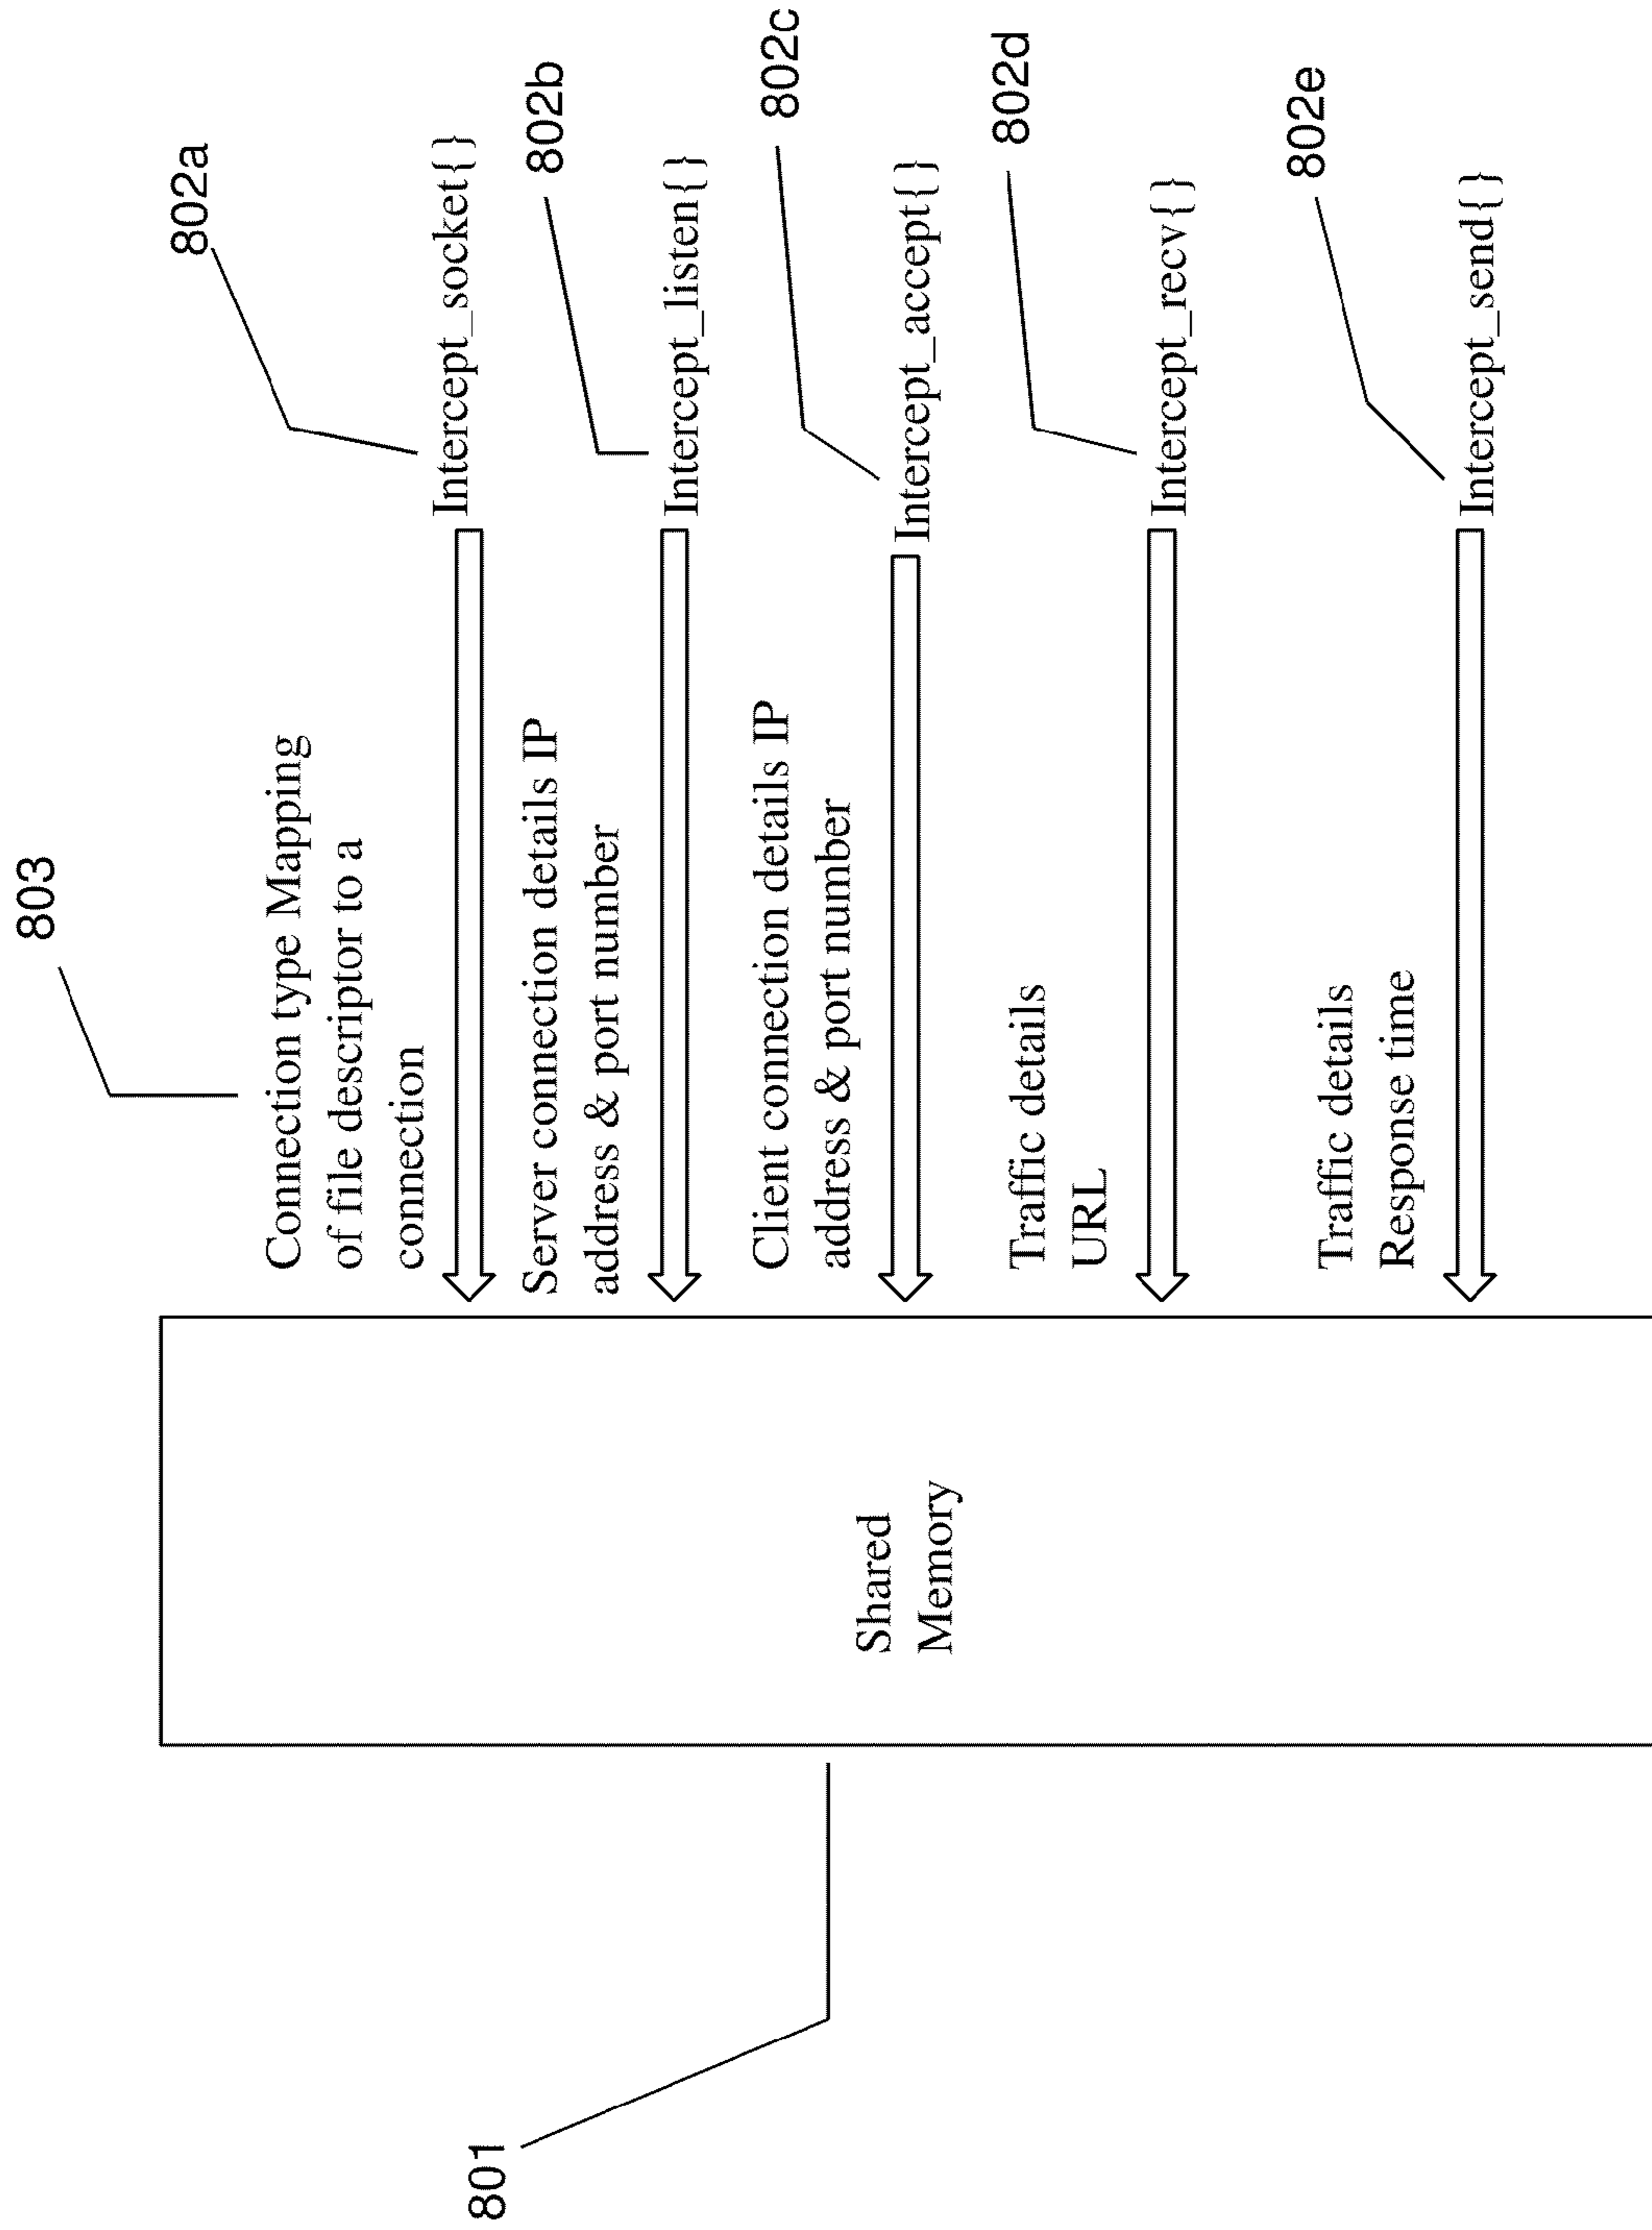 803
802a
Connection type Mapping
of file descriptor to a
connection
Intercept_socket{}
802b
Server connection details IP
address & port number
Intercept_listen{}
802c
Client connection details IP
address & port number
Intercept_accept{}
802d
Traffic details
URL
Intercept_recv{}
802e
Traffic details
Response time
Intercept_send{}
Shared
Memory
801